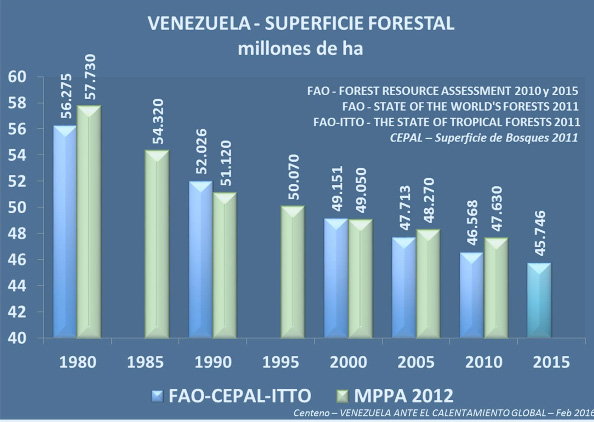 VENEZUELA - SUPERFICIE FORESTAL
millones de ha
FAO - FOREST RESOURCE ASSESSMENT 2010 y 2015
FAO - STATE OF THE WORLD'S FORESTS 2011
FAO-ITTO - THE STATE OF TROPICAL FORESTS 2011
CEPAL – Superficie de Bosques 2011
60
58
56
54
52
50
48
46
44
42
40
56.275
57.730
54.320
52.026
51.120
50.070
49.151
49.050
47.713
48.270
46.568
47.630
45.746
1980 1985 1990 1995 2000 2005 2010 2015
FAO-CEPAL-ITTO MPPA 2012
Centeno – VENEZUELA ANTE EL CALENTAMIENTO GLOBAL – Feb 2016